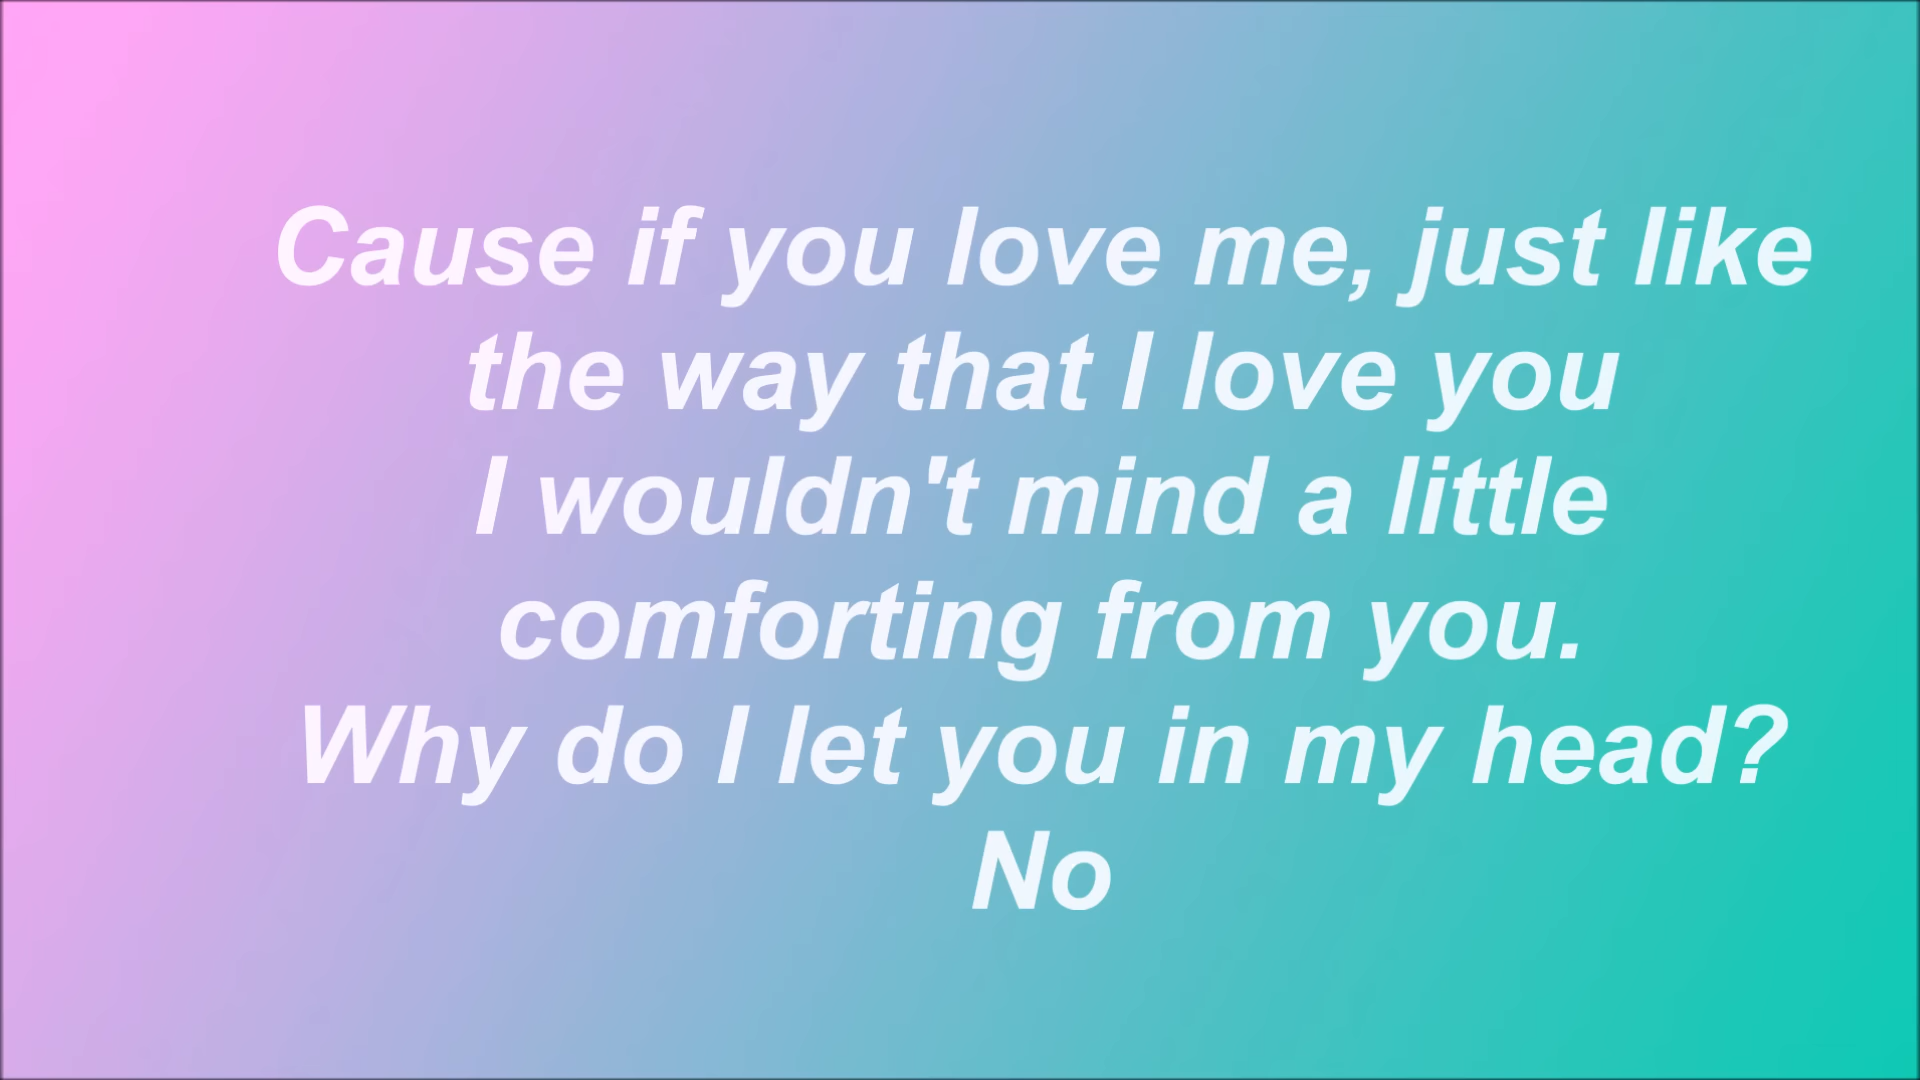 Cause if you love me, just like
the way that I love you
I wouldn't mind a little
comforting from you.
Why do I let you in my head?
No